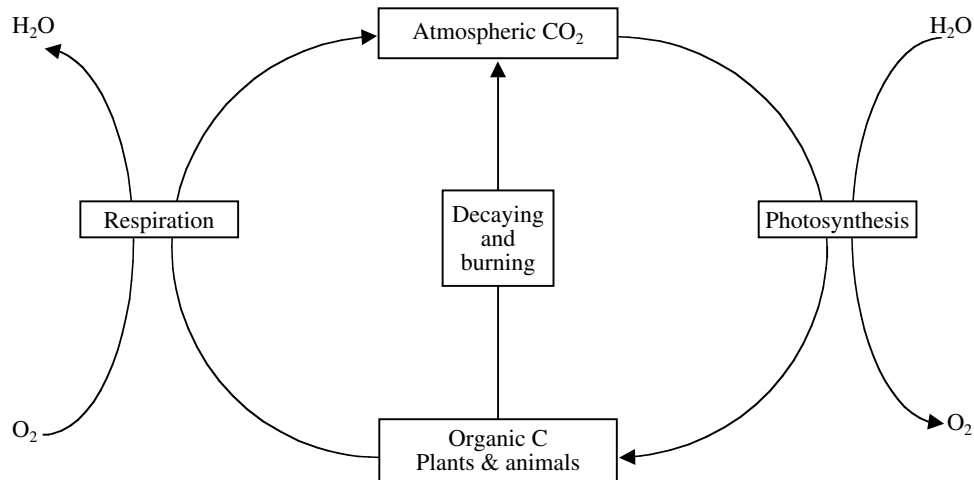 H₂O
Atmospheric CO₂
H₂O
Respiration
Decaying
and
burning
Photosynthesis
O₂
Organic C
Plants & animals
O₂